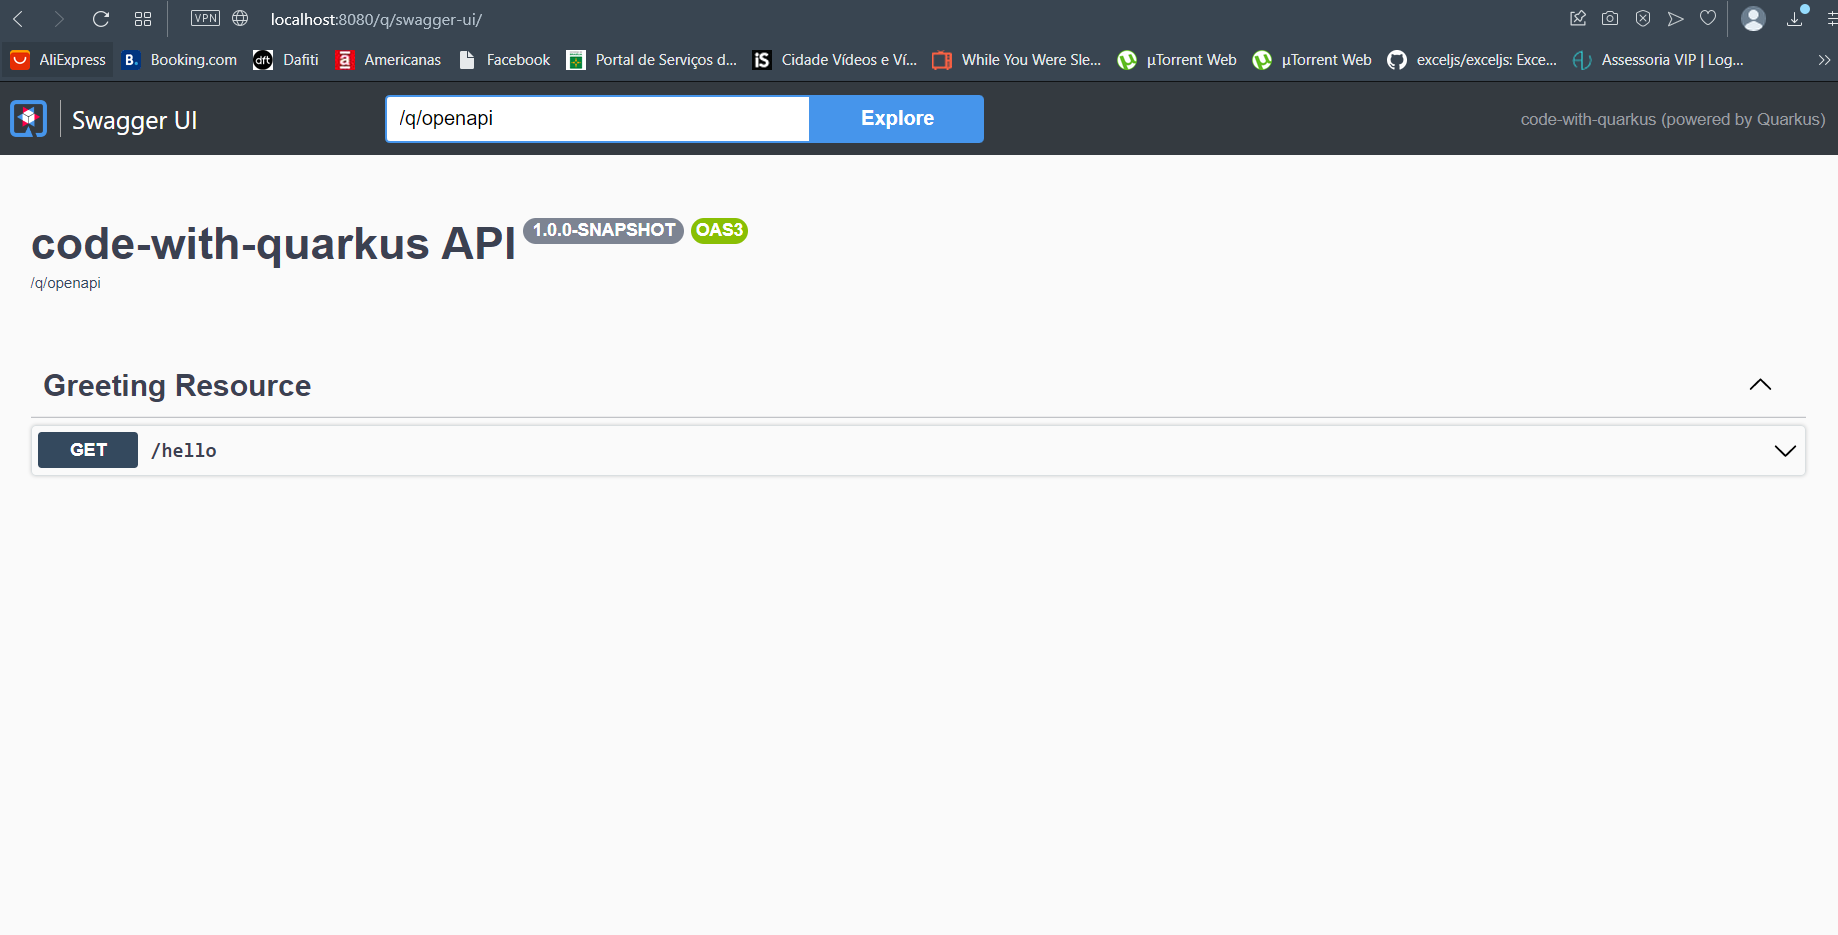 VPN localhost:8080/q/swagger-ui/
AliExpress B. Booking.com dft Dafiti a Americanas Facebook Portal de Serviços d... iS Cidade Vídeos e Ví... While You Were Sle... µTorrent Web µTorrent Web exceljs/exceljs: Exce... Assessoria VIP | Log...
Swagger UI /q/openapi Explore code-with-quarkus (powered by Quarkus)
code-with-quarkus API 1.0.0-SNAPSHOT OAS3
/q/openapi
Greeting Resource
GET /hello